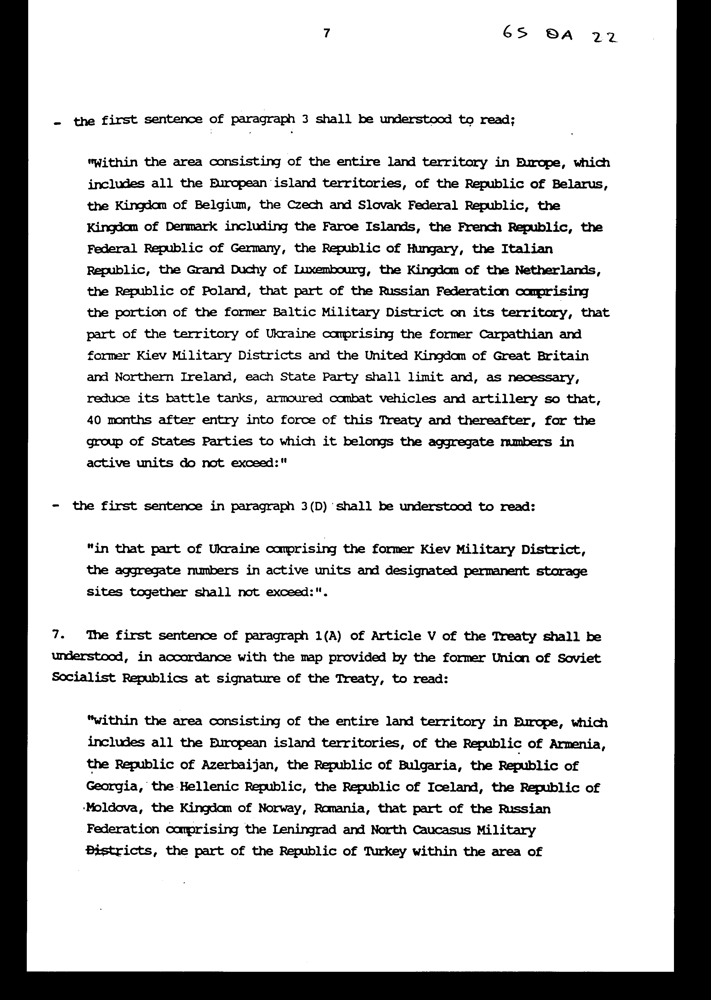 7
65 DA 22
- the first sentence of paragraph 3 shall be understood to read:
"Within the area consisting of the entire land territory in Europe, which
includes all the European island territories, of the Republic of Belarus,
the Kingdom of Belgium, the Czech and Slovak Federal Republic, the
Kingdom of Denmark including the Faroe Islands, the French Republic, the
Federal Republic of Germany, the Republic of Hungary, the Italian
Republic, the Grand Duchy of Luxembourg, the Kingdom of the Netherlands,
the Republic of Poland, that part of the Russian Federation comprising
the portion of the former Baltic Military District on its territory, that
part of the territory of Ukraine comprising the former Carpathian and
former Kiev Military Districts and the United Kingdom of Great Britain
and Northern Ireland, each State Party shall limit and, as necessary,
reduce its battle tanks, armoured combat vehicles and artillery so that,
40 months after entry into force of this Treaty and thereafter, for the
group of States Parties to which it belongs the aggregate numbers in
active units do not exceed:"
- the first sentence in paragraph 3(D) shall be understood to read:
"in that part of Ukraine comprising the former Kiev Military District,
the aggregate numbers in active units and designated permanent storage
sites together shall not exceed:".
7. The first sentence of paragraph 1(A) of Article V of the Treaty shall be
understood, in accordance with the map provided by the former Union of Soviet
Socialist Republics at signature of the Treaty, to read:
"within the area consisting of the entire land territory in Europe, which
includes all the European island territories, of the Republic of Armenia,
the Republic of Azerbaijan, the Republic of Bulgaria, the Republic of
Georgia, the Hellenic Republic, the Republic of Iceland, the Republic of
Moldova, the Kingdom of Norway, Romania, that part of the Russian
Federation comprising the Leningrad and North Caucasus Military
Districts, the part of the Republic of Turkey within the area of